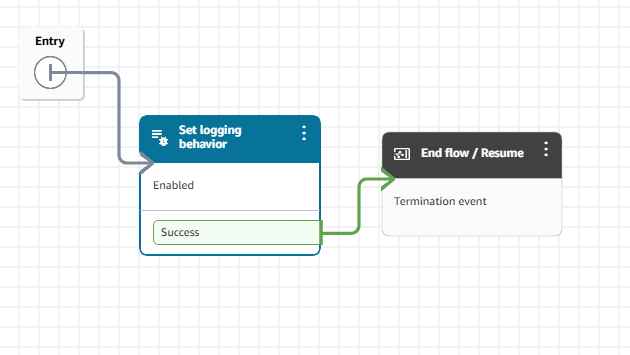 Entry
Set logging
behavior
Enabled
Success
End flow / Resume
Termination event